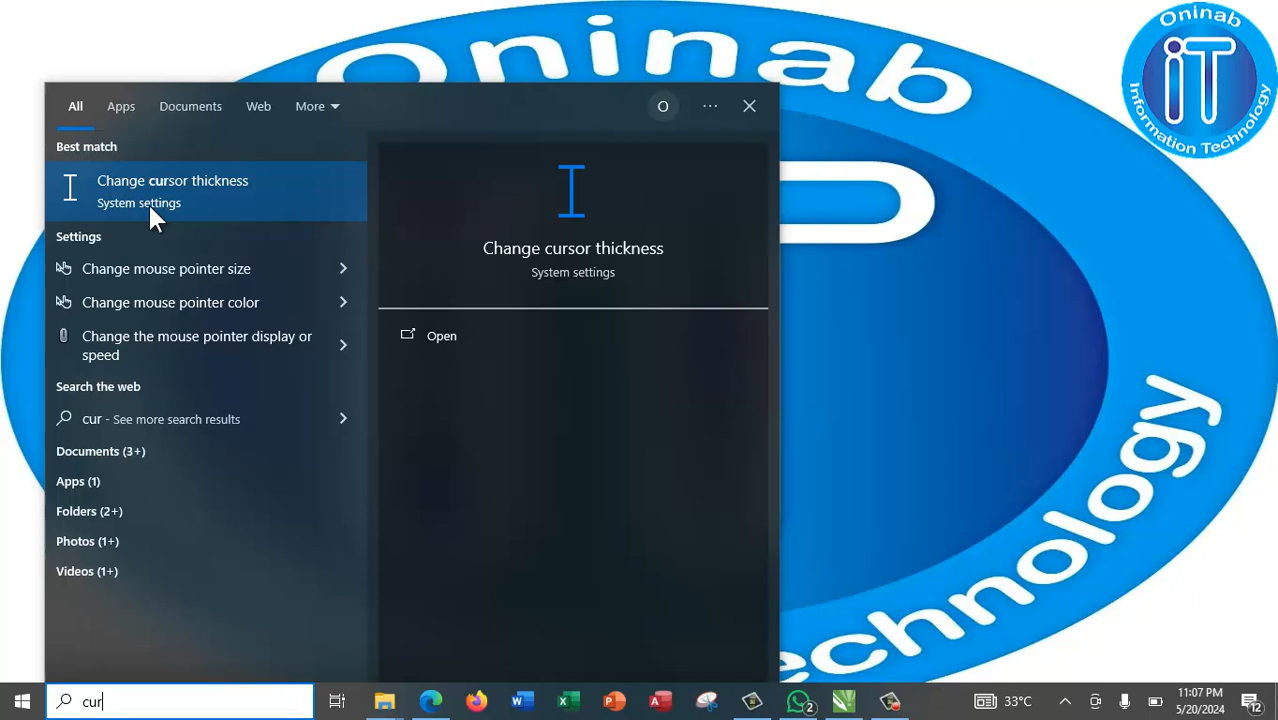 Oninab
Oninab
iT
Information Technology
All
Apps
Documents
Web
More
O
...
Best match
Change cursor thickness
System settings
Settings
Change mouse pointer size
Change mouse pointer color
Change the mouse pointer display or
speed
Search the web
cur - See more search results
Documents (3+)
Apps (1)
Folders (2+)
Photos (1+)
Videos (1+)
Change cursor thickness
System settings
Open
echnology
cur
2
33°C
11:07 PM
5/20/2024
12